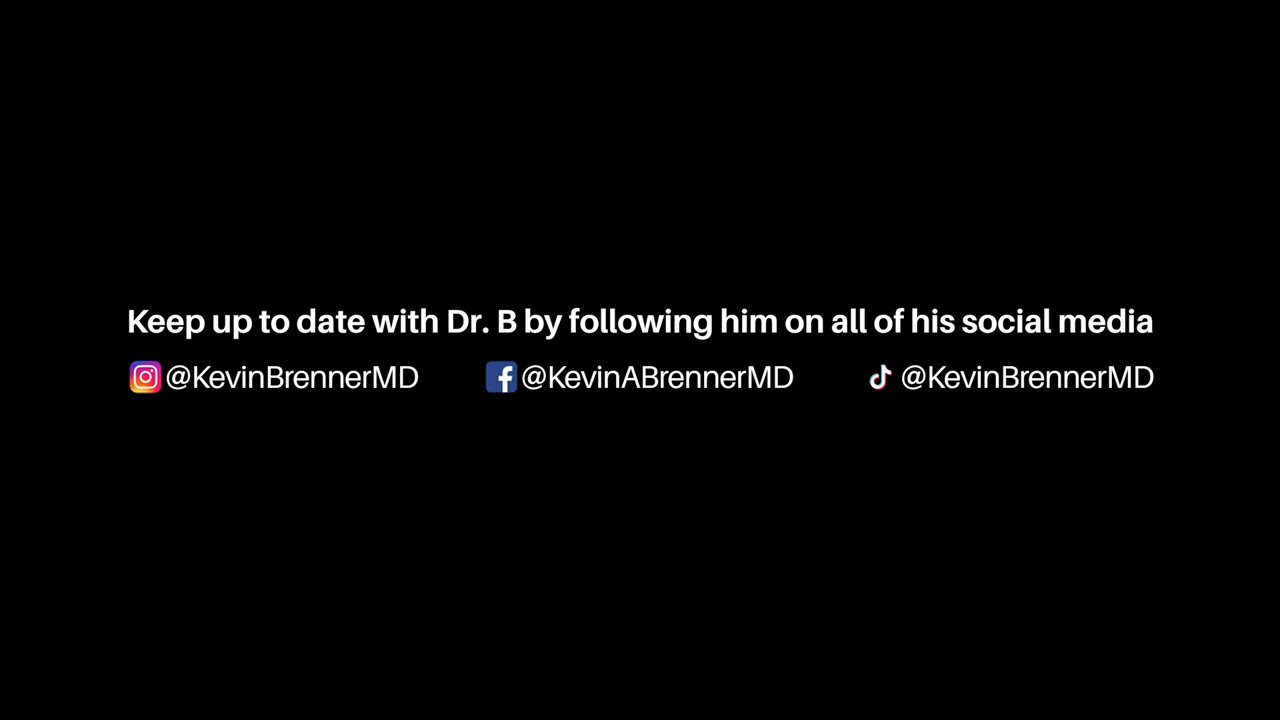 Keep up to date with Dr. B by following him on all of his social media
@KevinBrennerMD @KevinABrennerMD @KevinBrennerMD